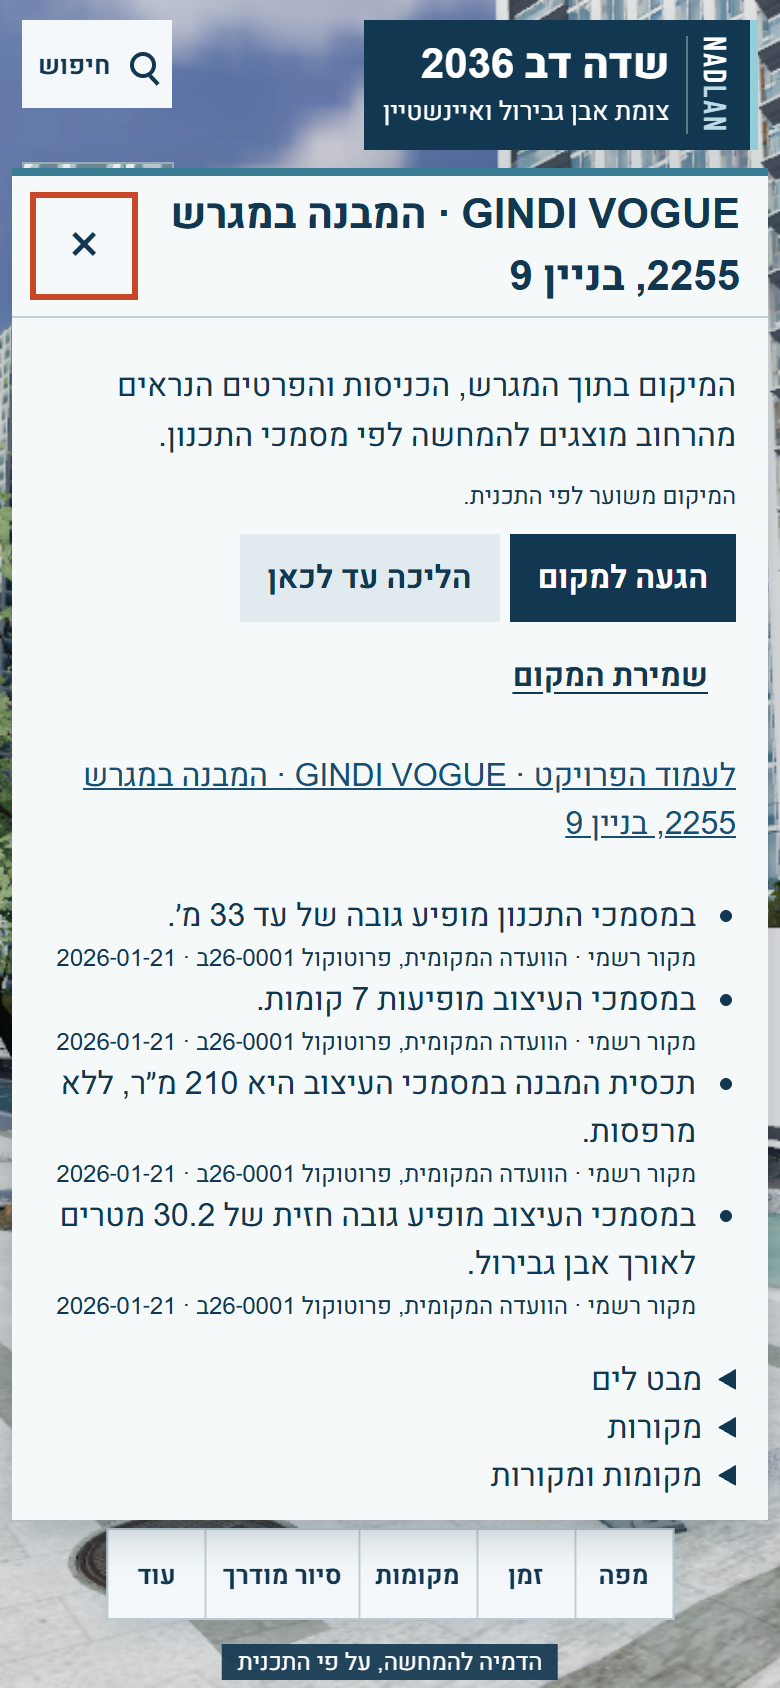 NADLAN
שדה דב 2036
צומת אבן גבירול ואיינשטיין
חיפוש
GINDI VOGUE · המבנה במגרש
2255, בניין 9
×
המיקום בתוך המגרש, הכניסות והפרטים הנראים
מהרחוב מוצגים להמחשה לפי מסמכי התכנון.
המיקום משוער לפי התכנית.
הגעה למקום
הליכה עד לכאן
שמירת המקום
לעמוד הפרויקט · GINDI VOGUE · המבנה במגרש
2255, בניין 9
במסמכי התכנון מופיע גובה של עד 33 מ׳.
מקור רשמי · הוועדה המקומית, פרוטוקול 26-0001ב · 2026-01-21
במסמכי העיצוב מופיעות 7 קומות.
מקור רשמי · הוועדה המקומית, פרוטוקול 26-0001ב · 2026-01-21
תכסית המבנה במסמכי העיצוב היא 210 מ״ר, ללא
מרפסות.
מקור רשמי · הוועדה המקומית, פרוטוקול 26-0001ב · 2026-01-21
במסמכי העיצוב מופיע גובה חזית של 30.2 מטרים
לאורך אבן גבירול.
מקור רשמי · הוועדה המקומית, פרוטוקול 26-0001ב · 2026-01-21
מבט לים
מקורות
מקומות ומקורות
מפה
זמן
מקומות
סיור מודרך
עוד
הדמיה להמחשה, על פי התכנית